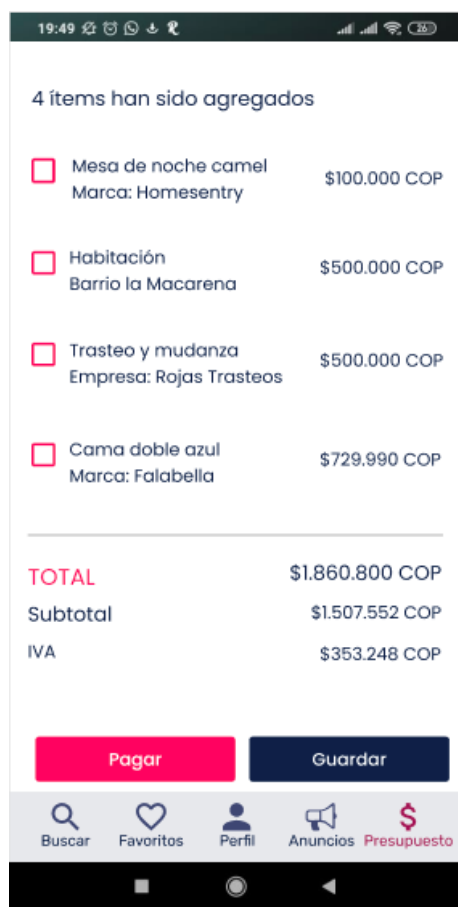 19:49
26
4 ítems han sido agregados
Mesa de noche camel
Marca: Homesentry
$100.000 COP
Habitación
Barrio la Macarena
$500.000 COP
Trasteo y mudanza
Empresa: Rojas Trasteos
$500.000 COP
Cama doble azul
Marca: Falabella
$729.990 COP
TOTAL $1.860.800 COP
Subtotal $1.507.552 COP
IVA $353.248 COP
Pagar Guardar
Buscar Favoritos Perfil Anuncios Presupuesto